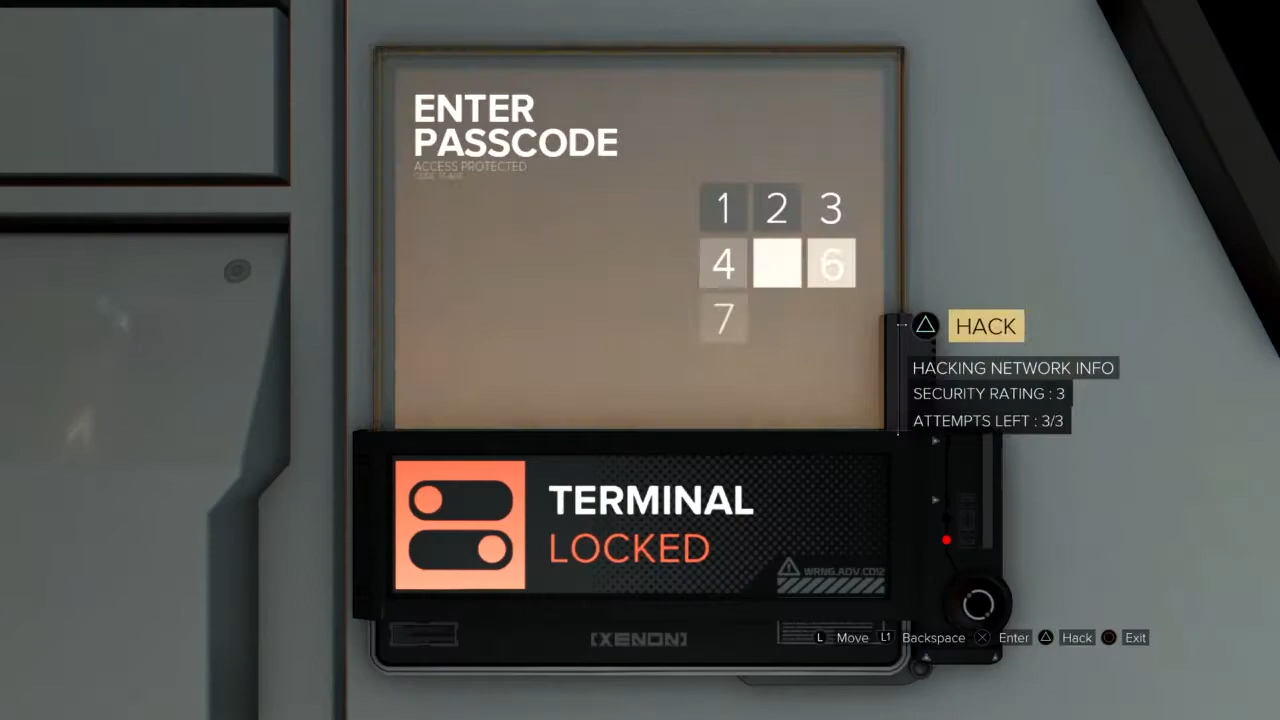 ENTER
PASSCODE
ACCESS PROTECTED
1 2 3
4 6
7
HACK
HACKING NETWORK INFO
SECURITY RATING : 3
ATTEMPTS LEFT : 3/3
TERMINAL
LOCKED
WRNG.ADV.CD12
[XENON]
L Move L1 Backspace Enter Hack Exit